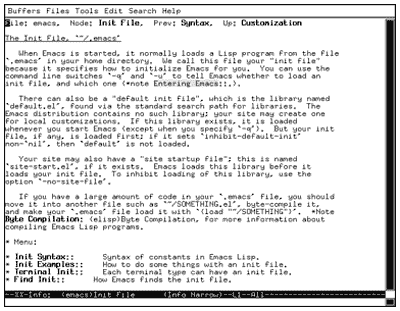 Buffers Files Tools Edit Search Help
File: emacs,  Node: Init File,  Prev: Syntax,  Up: Customization
The Init File, `~/.emacs'
When Emacs is started, it normally loads a Lisp program from the file
`.emacs' in your home directory.  We call this file your "init file"
because it specifies how to initialize Emacs for you.  You can use the
command line switches `-q' and `-u' to tell Emacs whether to load an
init file, and which one (*note Entering Emacs::.).
There can also be a "default init file", which is the library named
`default.el', found via the standard search path for libraries.  The
Emacs distribution contains no such library; your site may create one
for local customizations.  If this library exists, it is loaded
whenever you start Emacs (except when you specify `-q').  But your init
file, if any, is loaded first; if it sets `inhibit-default-init'
non-`nil', then `default' is not loaded.
Your site may also have a "site startup file"; this is named
`site-start.el', if it exists.  Emacs loads this library before it
loads your init file.  To inhibit loading of this library, use the
option `-no-site-file'.
If you have a large amount of code in your `.emacs' file, you should
move it into another file such as `~/SOMETHING.el', byte-compile it,
and make your `.emacs' file load it with `(load "~/SOMETHING")'.  *Note
Byte Compilation: (elisp)Byte Compilation, for more information about
compiling Emacs Lisp programs.
* Menu:
* Init Syntax::     Syntax of constants in Emacs Lisp.
* Init Examples::   How to do some things with an init file.
* Terminal Init::   Each terminal type can have an init file.
* Find Init::       How Emacs finds the init file.
--XX-Info:  (emacs)Init File      (Info Narrow)--L1--All--